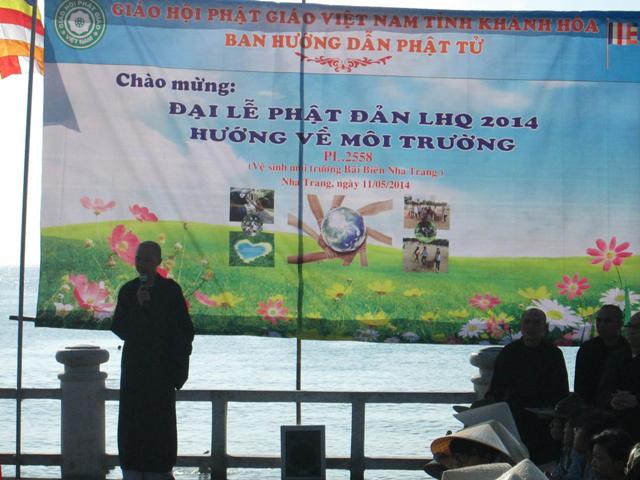 GIÁO HỘI PHẬT GIÁO VIỆT NAM TỈNH KHÁNH HÒA
BAN HƯỚNG DẪN PHẬT TỬ
Chào mừng:
ĐẠI LỄ PHẬT ĐẢN LHQ 2014
HƯỚNG VỀ MÔI TRƯỜNG
PL.2558
(Vệ sinh môi trường Bãi Biển Nha Trang)
Nha Trang, ngày 11/05/2014